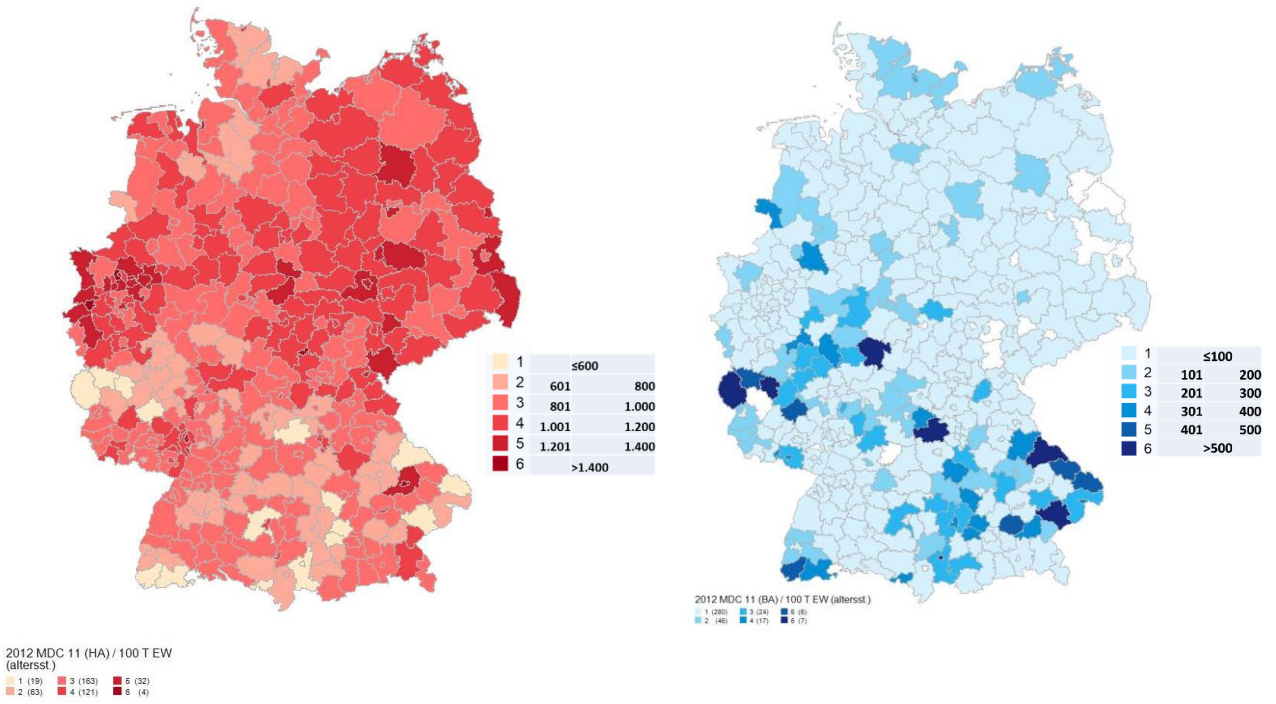 1 ≤600
2 601 800
3 801 1.000
4 1.001 1.200
5 1.201 1.400
6 >1.400
2012 MDC 11 (HA) / 100 T EW
(altersst.)
1 (19) 3 (163) 5 (32)
2 (63) 4 (121) 6 (4)
1 ≤100
2 101 200
3 201 300
4 301 400
5 401 500
6 >500
2012 MDC 11 (BA) / 100 T EW (altersst.)
1 (280) 3 (24) 5 (8)
2 (46) 4 (17) 6 (7)